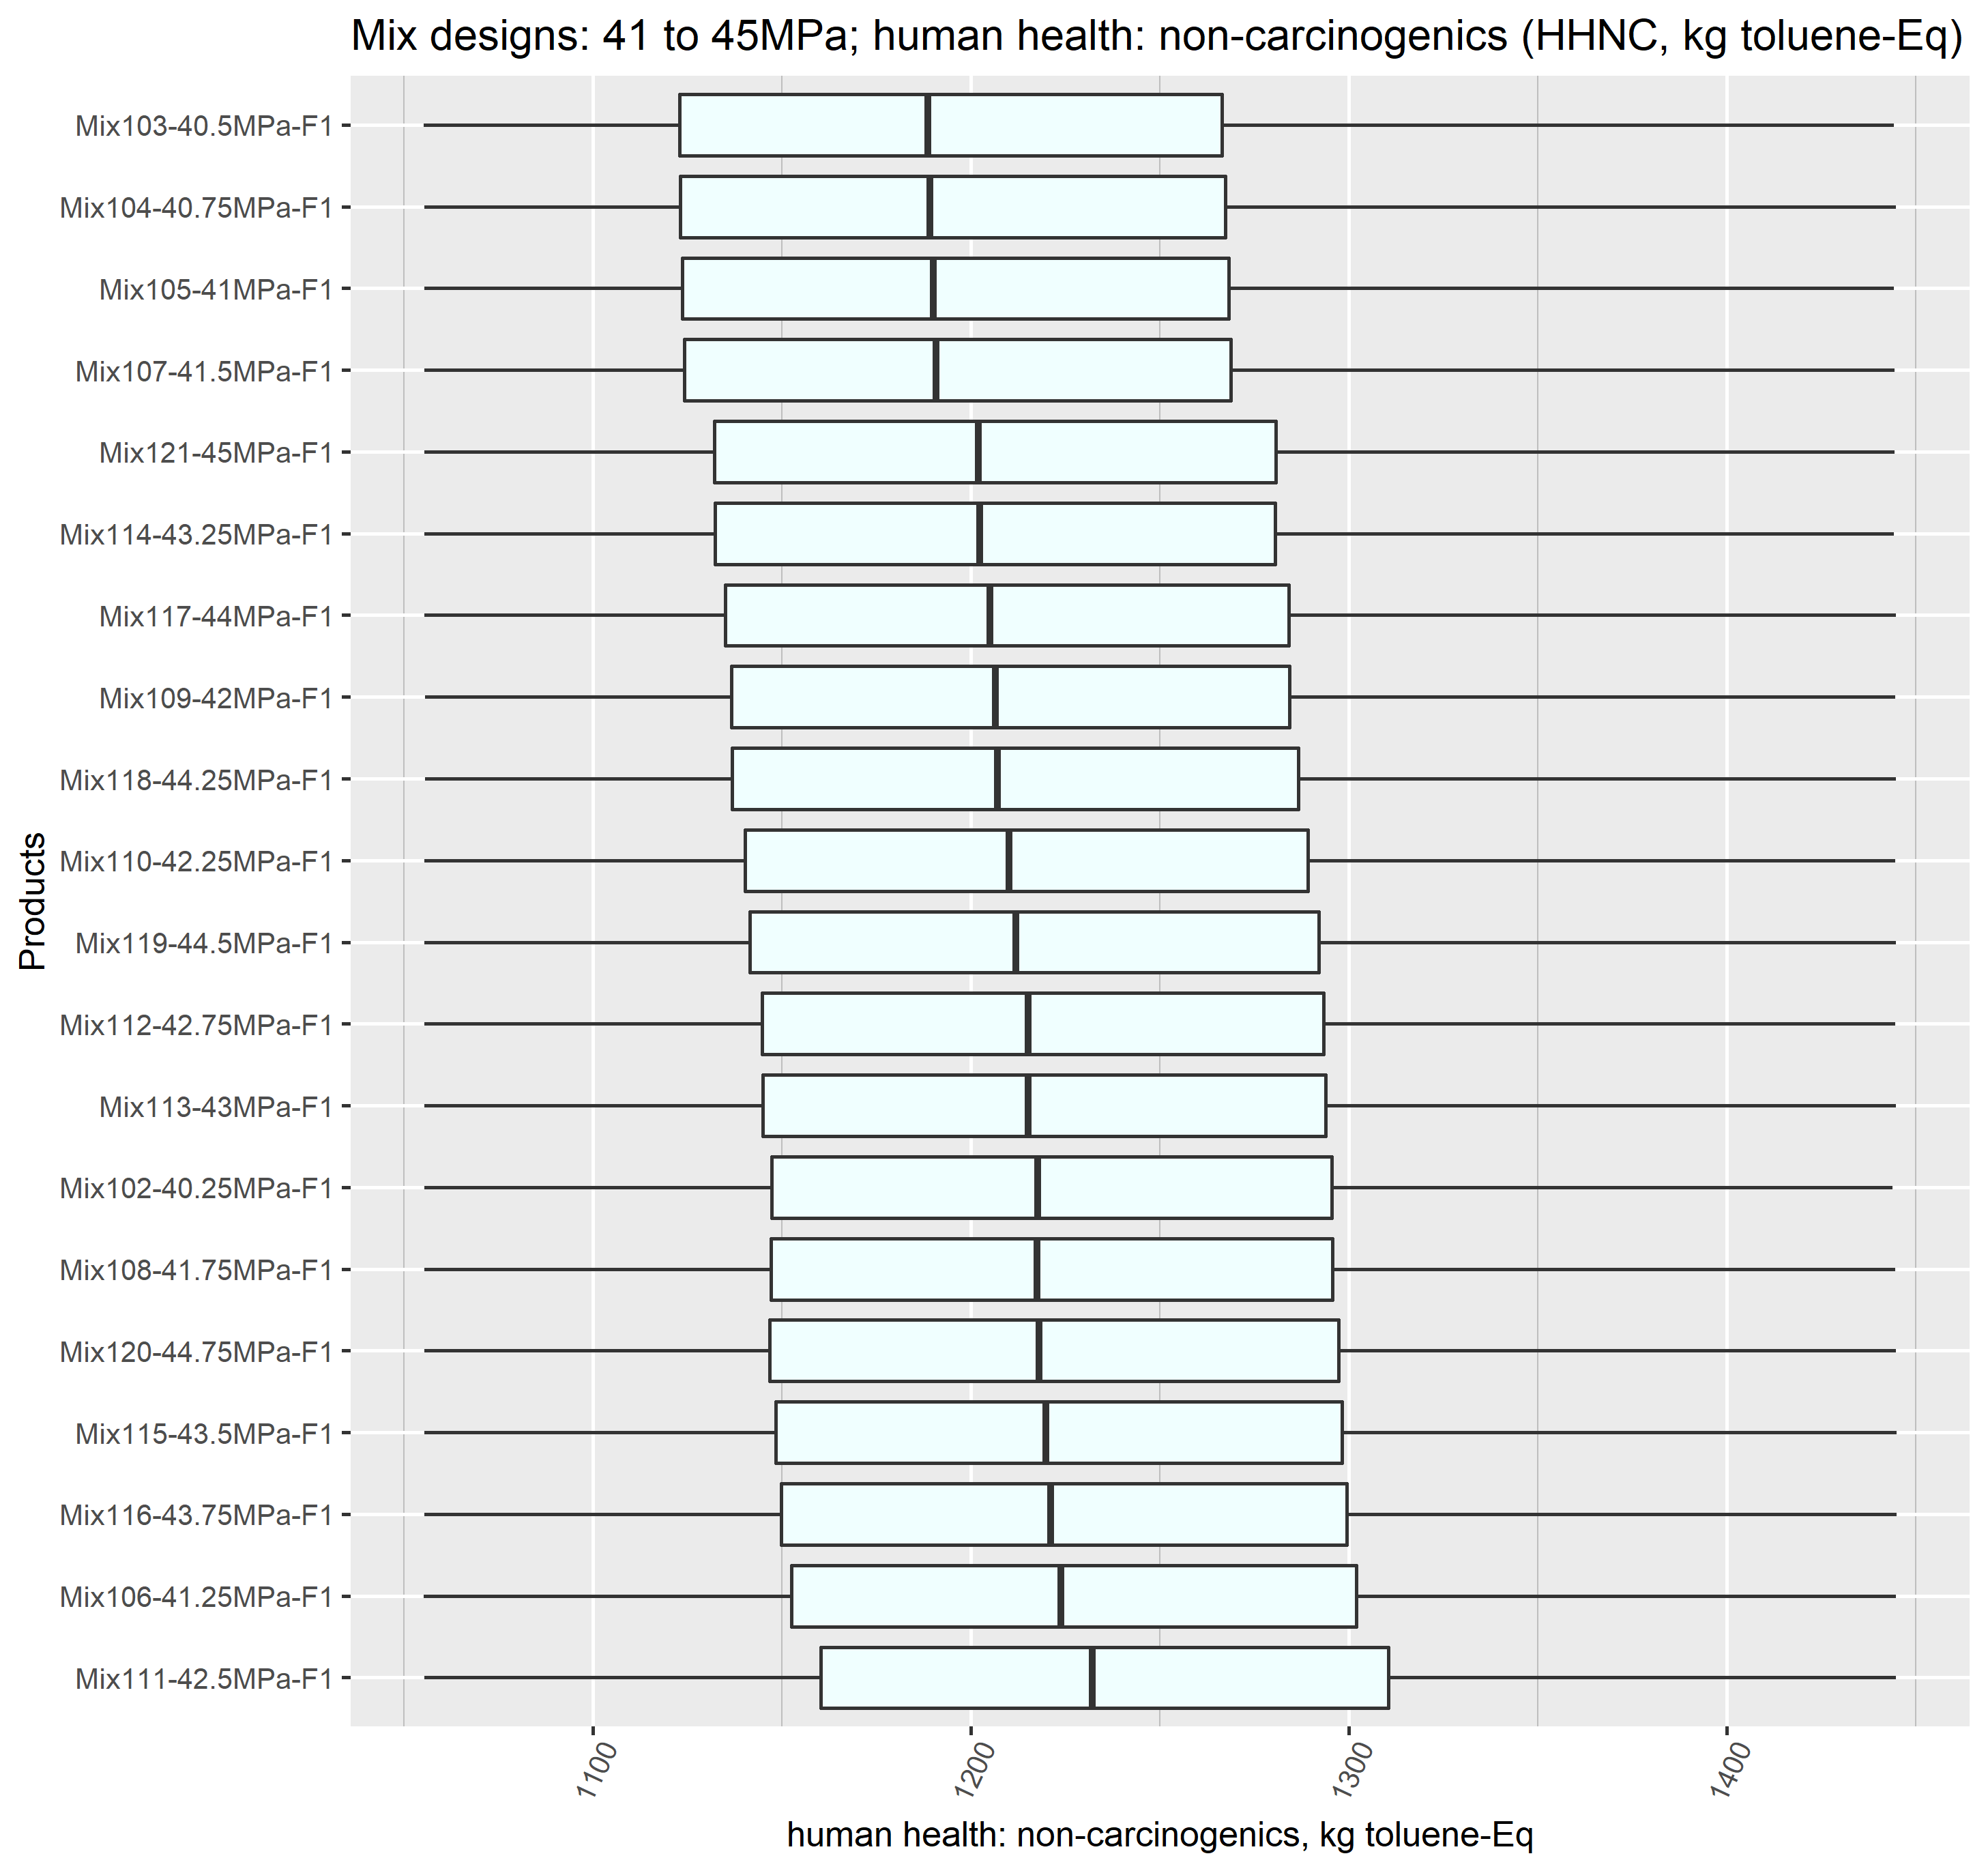 Mix designs: 41 to 45MPa; human health: non-carcinogenics (HHNC, kg toluene-Eq)
Products
Mix103-40.5MPa-F1
Mix104-40.75MPa-F1
Mix105-41MPa-F1
Mix107-41.5MPa-F1
Mix121-45MPa-F1
Mix114-43.25MPa-F1
Mix117-44MPa-F1
Mix109-42MPa-F1
Mix118-44.25MPa-F1
Mix110-42.25MPa-F1
Mix119-44.5MPa-F1
Mix112-42.75MPa-F1
Mix113-43MPa-F1
Mix102-40.25MPa-F1
Mix108-41.75MPa-F1
Mix120-44.75MPa-F1
Mix115-43.5MPa-F1
Mix116-43.75MPa-F1
Mix106-41.25MPa-F1
Mix111-42.5MPa-F1
1100 1200 1300 1400
human health: non-carcinogenics, kg toluene-Eq